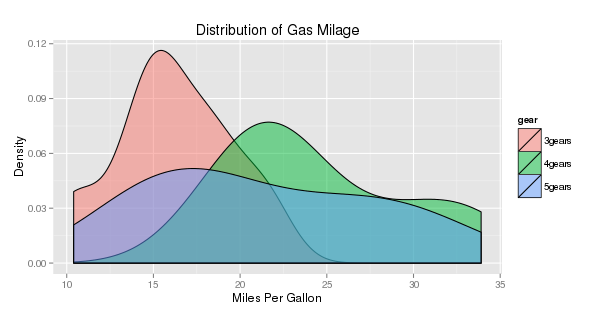 Distribution of Gas Milage
0.12
0.09
0.06
0.03
0.00
Density
10 15 20 25 30 35
Miles Per Gallon
gear
3gears
4gears
5gears